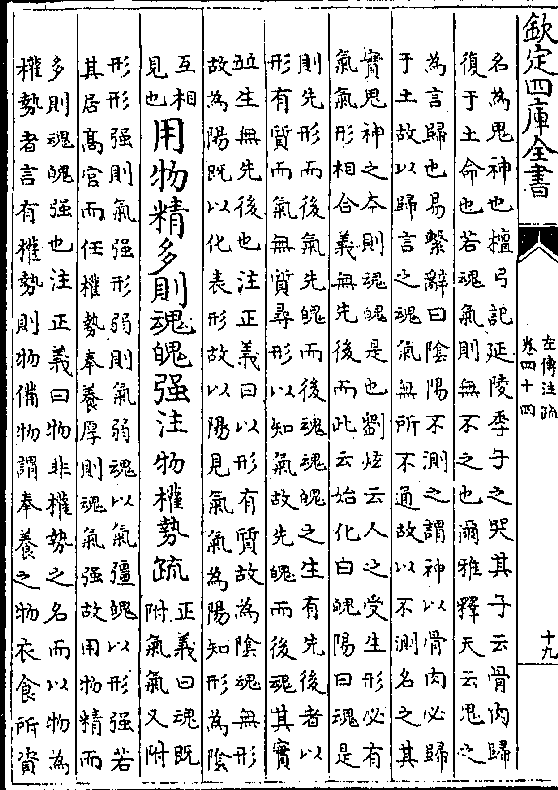 欽定四庫全書
左傳注疏
卷四十四
十九
名為鬼神也檀弓記延陵季子之哭其子云骨肉歸
復于土命也若魂氣則無不之也爾雅釋天云鬼之
為言歸也易繫辭曰陰陽不測之謂神以骨肉必歸
于土故以歸言之魂氣無所不通故以不測名之其
實鬼神之本則魂魄是也劉炫云人之受生形必有
氣氣形相合義無先後而此云始化曰魄陽曰魂是
則先形而後氣先魄而後魂魂魄之生有先後者以
形有質而氣無質尋形以知氣故先魄而後魂其實
並生無先後也注正義曰以形有質故為陰魂無形
故為陽既以化表形故以陽見氣氣為陽知形為陰
互相
見也
用物精多則魂魄强注物權勢疏
正義曰魂既
附氣氣又附
形形强則氣强形弱則氣弱魂以氣彊魄以形强若
其居高官而任權勢奉養厚則魂氣强故用物精而
多則魂魄强也注正義曰物非權勢之名而以物為
權勢者言有權勢則物備物謂奉養之物衣食所資